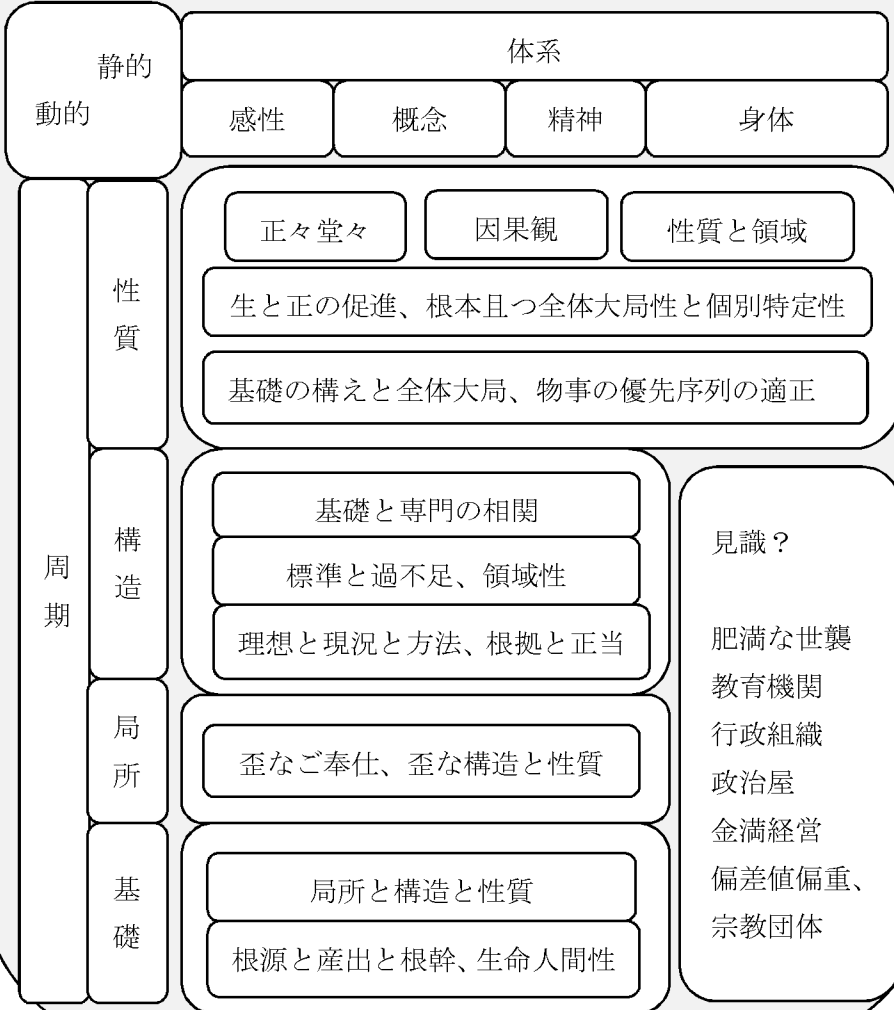 静的
動的
体系
感性
概念
精神
身体
周期
性質
正々堂々
因果観
性質と領域
生と正の促進、根本且つ全体大局性と個別特定性
基礎の構えと全体大局、物事の優先序列の適正
構造
基礎と専門の相関
標準と過不足、領域性
理想と現況と方法、根拠と正当
局所
歪なご奉仕、歪な構造と性質
基礎
局所と構造と性質
根源と産出と根幹、生命人間性
見識？
肥満な世襲
教育機関
行政組織
政治屋
金満経営
偏差値偏重、
宗教団体